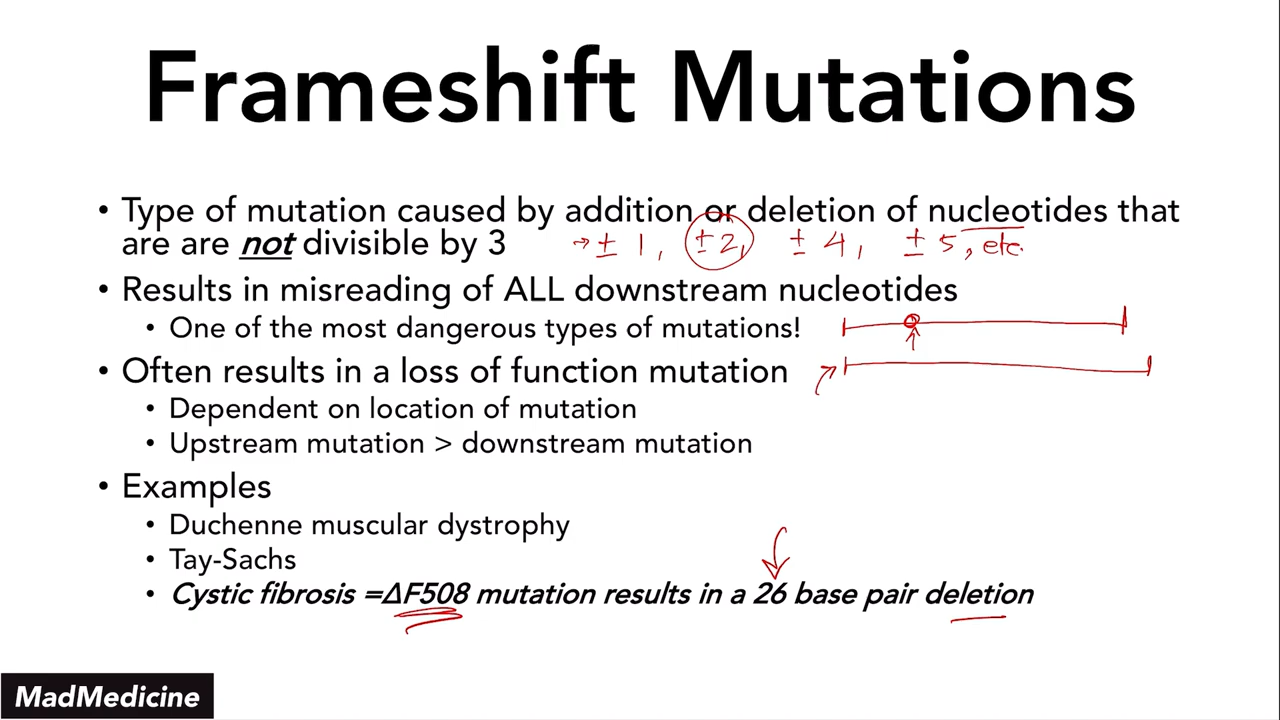 Frameshift Mutations
• Type of mutation caused by addition or deletion of nucleotides that
are are not divisible by 3 → ± 1, ± 2, ± 4, ± 5, etc.
• Results in misreading of ALL downstream nucleotides
• One of the most dangerous types of mutations!
• Often results in a loss of function mutation
• Dependent on location of mutation
• Upstream mutation > downstream mutation
• Examples
• Duchenne muscular dystrophy
• Tay-Sachs
• Cystic fibrosis =ΔF508 mutation results in a 26 base pair deletion
MadMedicine